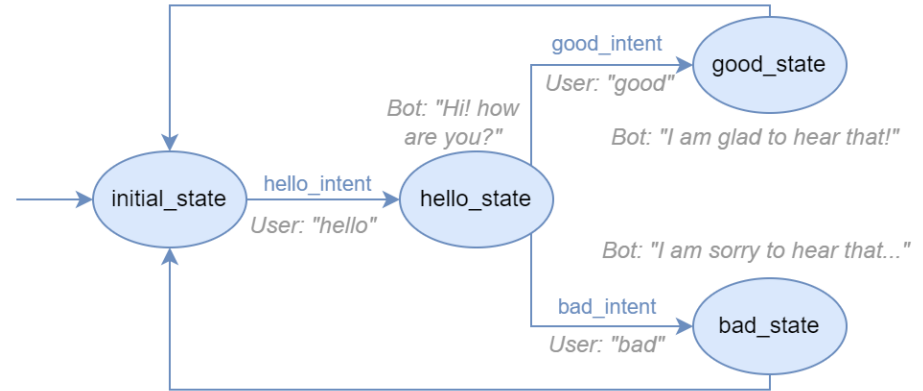 good_intent
good_state
User: "good"
Bot: "Hi! how
are you?"
Bot: "I am glad to hear that!"
initial_state
hello_intent
hello_state
User: "hello"
Bot: "I am sorry to hear that..."
bad_intent
bad_state
User: "bad"